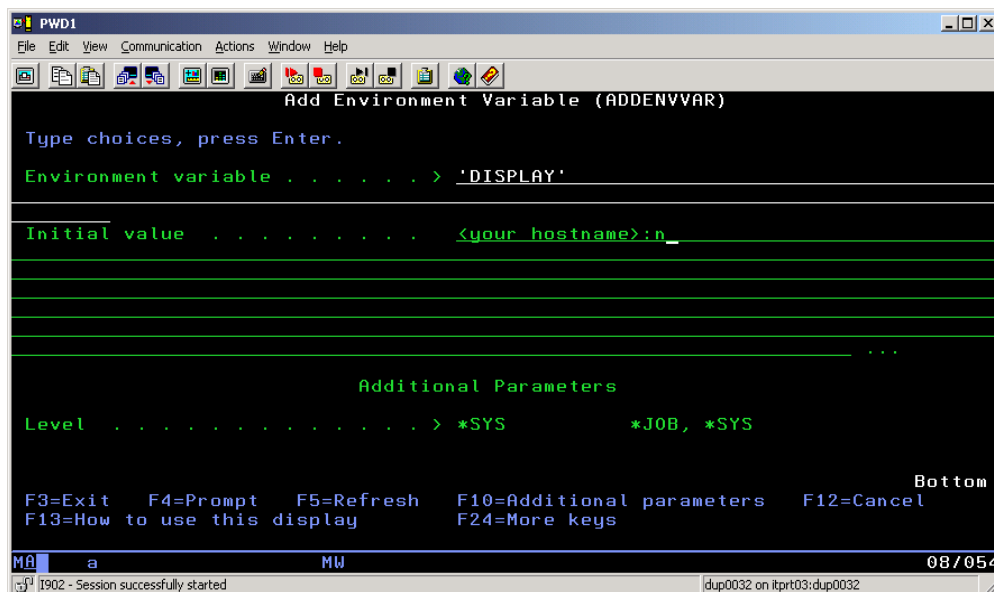 PWD1
File Edit View Communication Actions Window Help
Add Environment Variable (ADDENVVAR)
Type choices, press Enter.
Environment variable . . . . . . > 'DISPLAY'
Initial value . . . . . . . . . <your hostname>:n_
...
Additional Parameters
Level . . . . . . . . . . . . . > *SYS *JOB, *SYS
Bottom
F3=Exit F4=Prompt F5=Refresh F10=Additional parameters F12=Cancel
F13=How to use this display F24=More keys
MA a MW 08/054
I902 - Session successfully started dup0032 on itprt03:dup0032